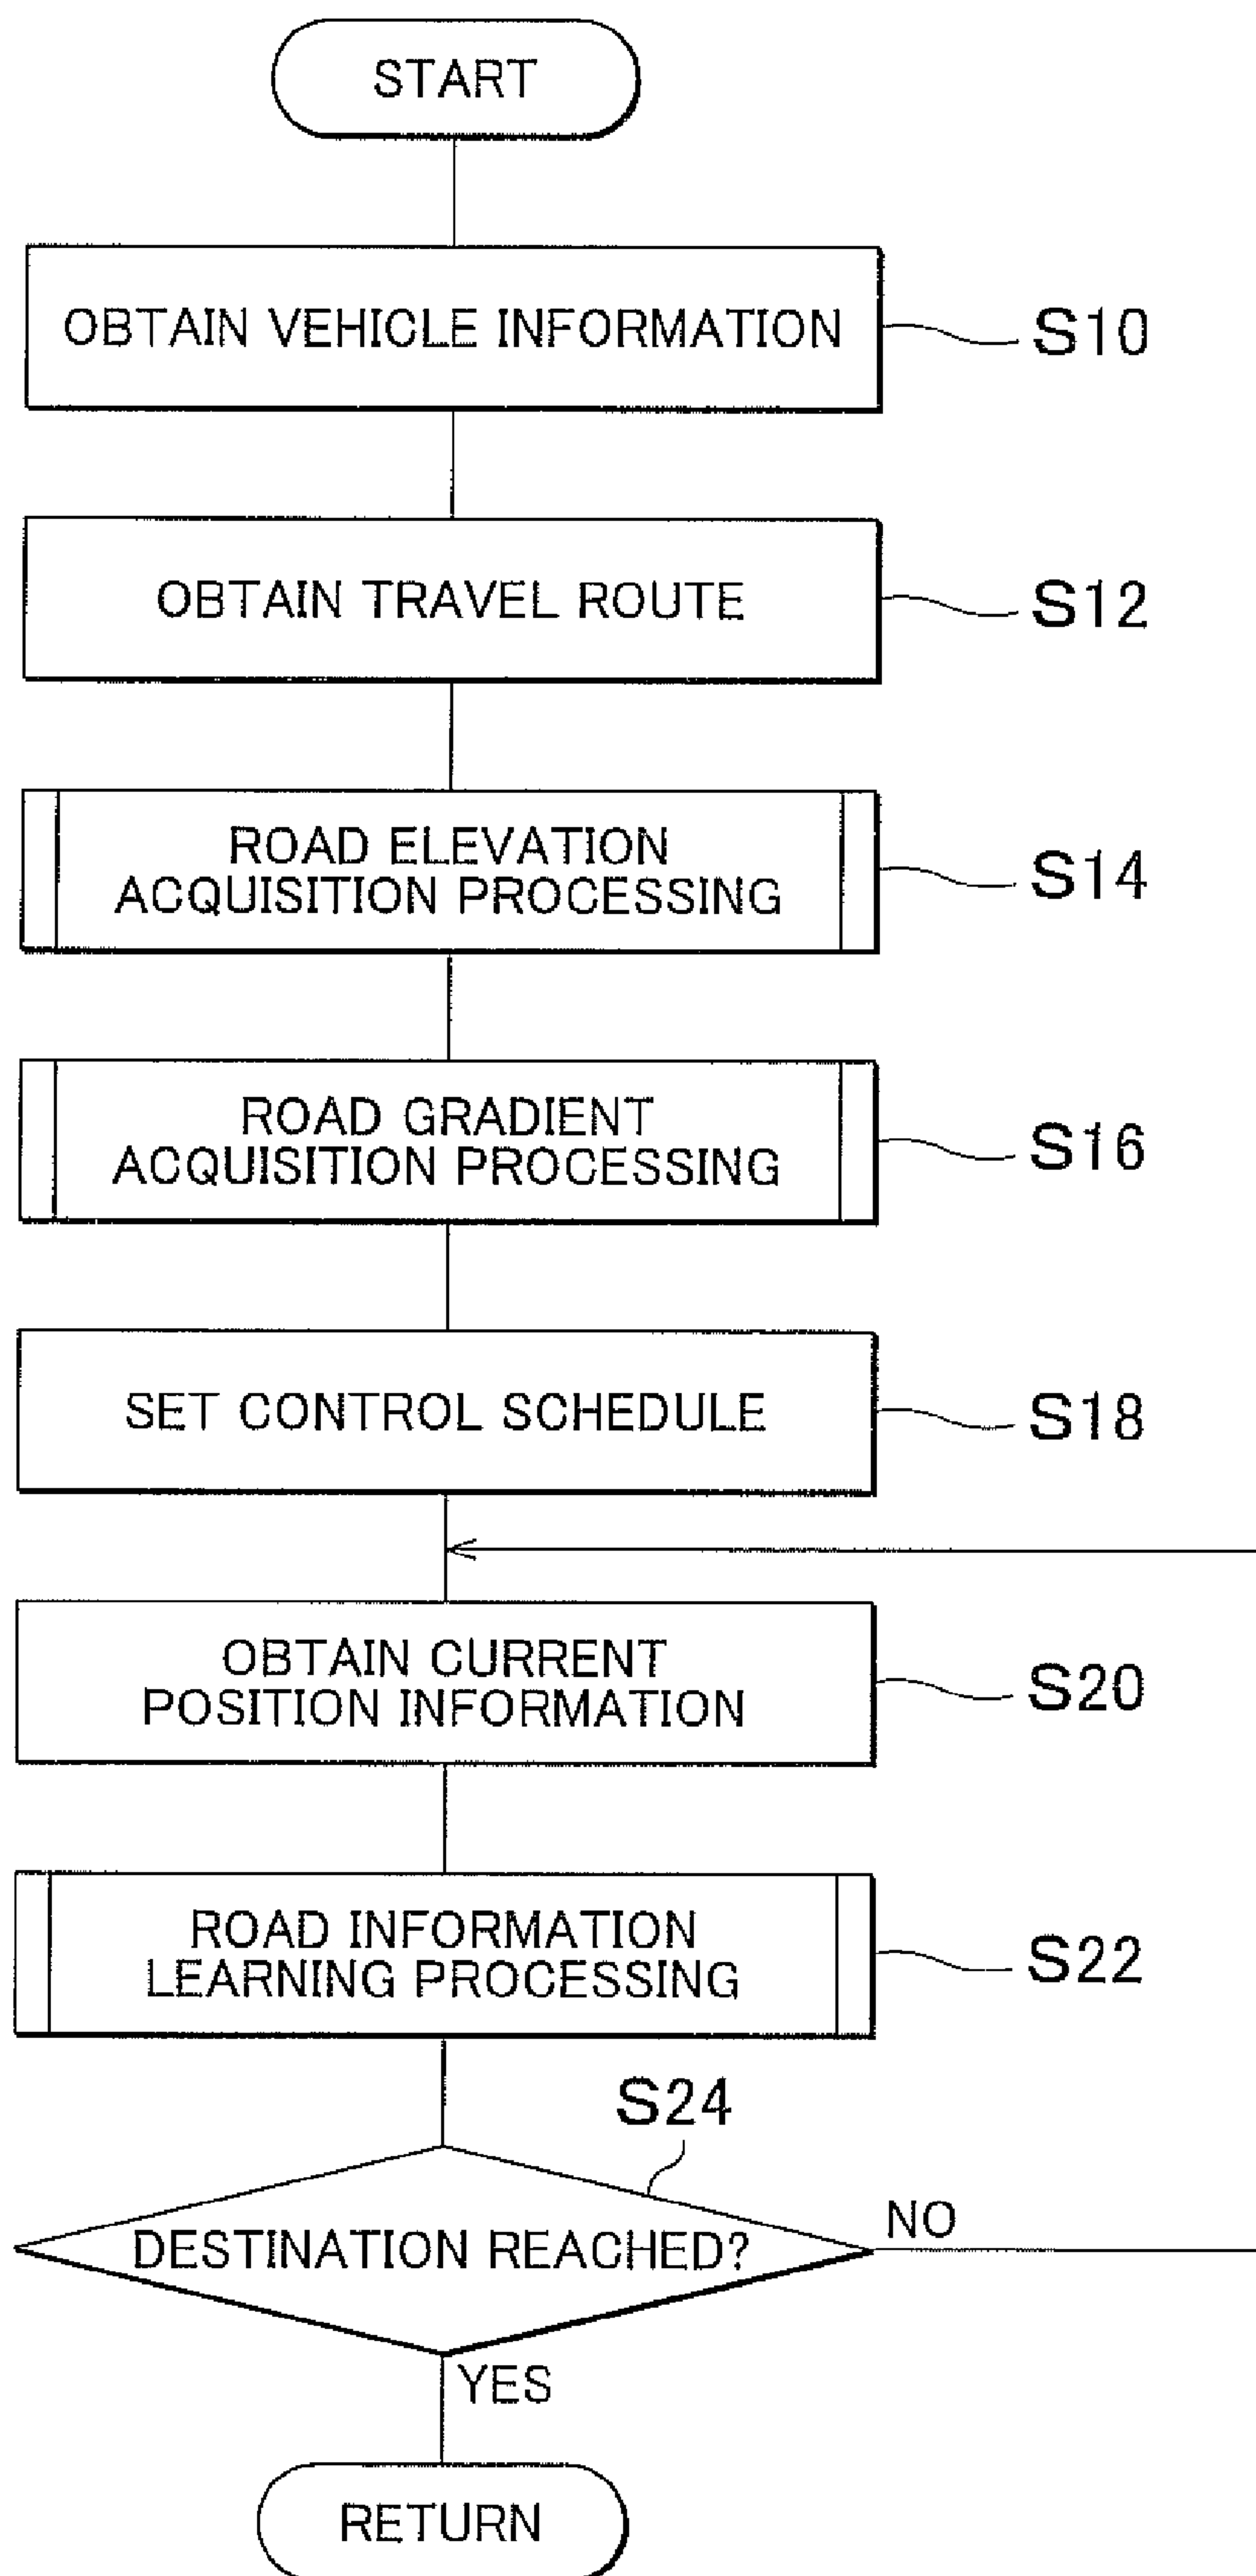 START
OBTAIN VEHICLE INFORMATION
S10
OBTAIN TRAVEL ROUTE
S12
ROAD ELEVATION
ACQUISITION PROCESSING
S14
ROAD GRADIENT
ACQUISITION PROCESSING
S16
SET CONTROL SCHEDULE
S18
OBTAIN CURRENT
POSITION INFORMATION
S20
ROAD INFORMATION
LEARNING PROCESSING
S22
S24
DESTINATION REACHED?
NO
YES
RETURN